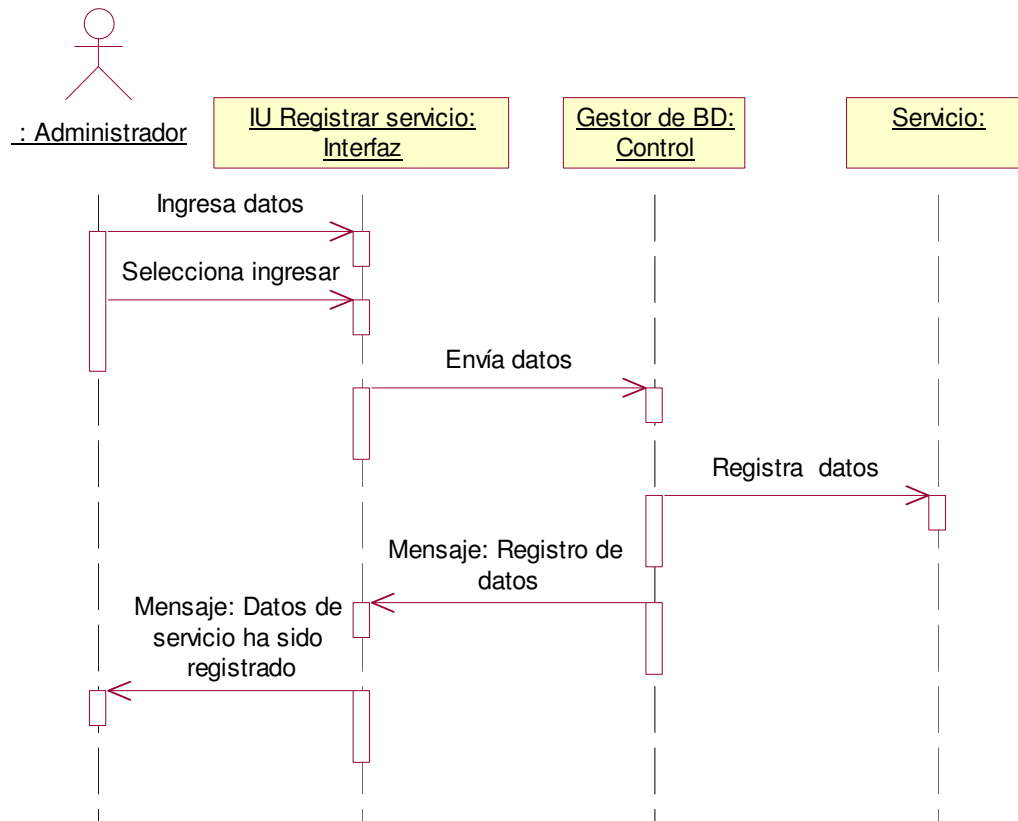 : Administrador
IU Registrar servicio:
Interfaz
Gestor de BD:
Control
Servicio:
Ingresa datos
Selecciona ingresar
Envía datos
Registra datos
Mensaje: Registro de
datos
Mensaje: Datos de
servicio ha sido
registrado